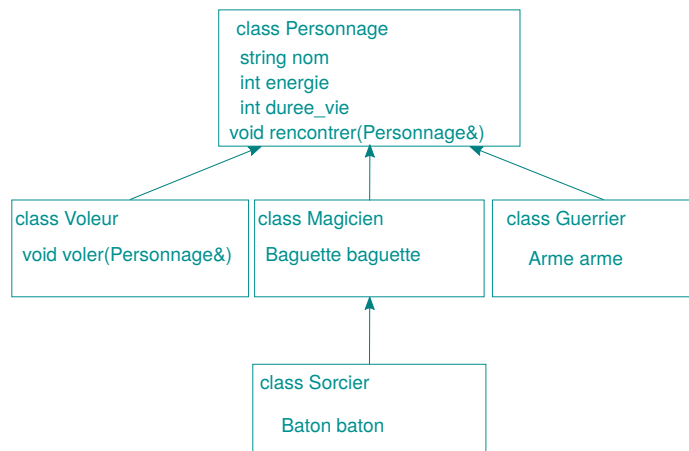 class Personnage
string nom
int energie
int duree_vie
void rencontrer(Personnage&)
class Voleur
void voler(Personnage&)
class Magicien
Baguette baguette
class Guerrier
Arme arme
class Sorcier
Baton baton